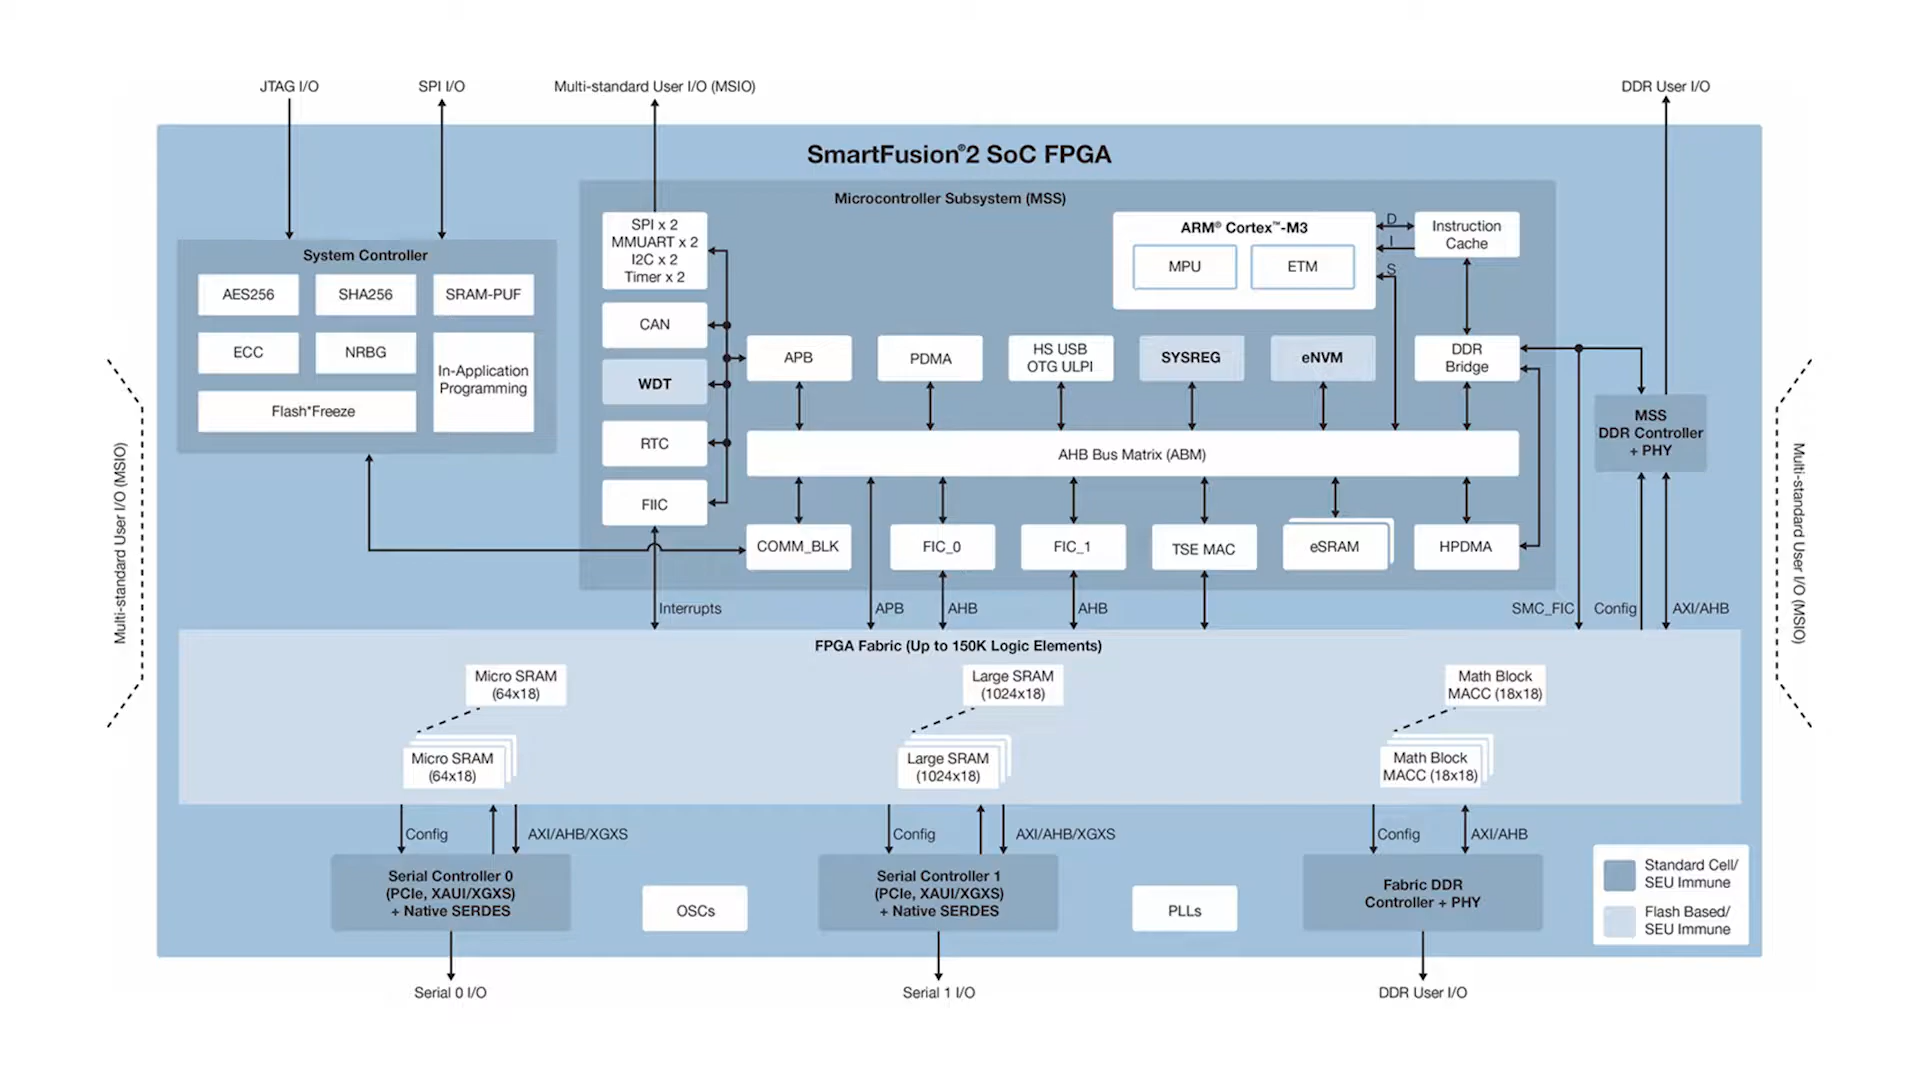 JTAG I/O
SPI I/O
Multi-standard User I/O (MSIO)
DDR User I/O
SmartFusion®2 SoC FPGA
Microcontroller Subsystem (MSS)
System Controller
AES256
SHA256
SRAM-PUF
ECC
NRBG
In-Application
Programming
Flash*Freeze
SPI x 2
MMUART x 2
I2C x 2
Timer x 2
CAN
WDT
RTC
FIIC
ARM® Cortex™-M3
MPU
ETM
D
I
S
Instruction
Cache
APB
PDMA
HS USB
OTG ULPI
SYSREG
eNVM
DDR
Bridge
AHB Bus Matrix (ABM)
MSS
DDR Controller
+ PHY
COMM_BLK
FIC_0
FIC_1
TSE MAC
eSRAM
HPDMA
Multi-standard User I/O (MSIO)
Multi-standard User I/O (MSIO)
Interrupts
APB
AHB
AHB
SMC_FIC
Config
AXI/AHB
FPGA Fabric (Up to 150K Logic Elements)
Micro SRAM
(64x18)
Large SRAM
(1024x18)
Math Block
MACC (18x18)
Micro SRAM
(64x18)
Large SRAM
(1024x18)
Math Block
MACC (18x18)
Config
AXI/AHB/XGXS
Config
AXI/AHB/XGXS
Config
AXI/AHB
Serial Controller 0
(PCIe, XAUI/XGXS)
+ Native SERDES
OSCs
Serial Controller 1
(PCIe, XAUI/XGXS)
+ Native SERDES
PLLs
Fabric DDR
Controller + PHY
Standard Cell/
SEU Immune
Flash Based/
SEU Immune
Serial 0 I/O
Serial 1 I/O
DDR User I/O